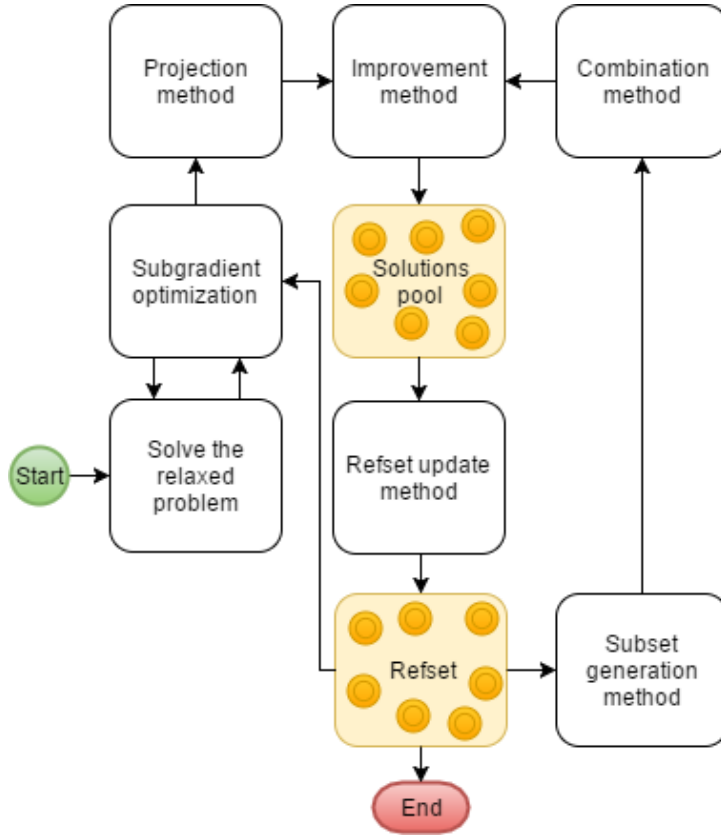 Projection
method
Improvement
method
Combination
method
Subgradient
optimization
Solutions
pool
Start
Solve the
relaxed
problem
Refset update
method
Refset
Subset
generation
method
End